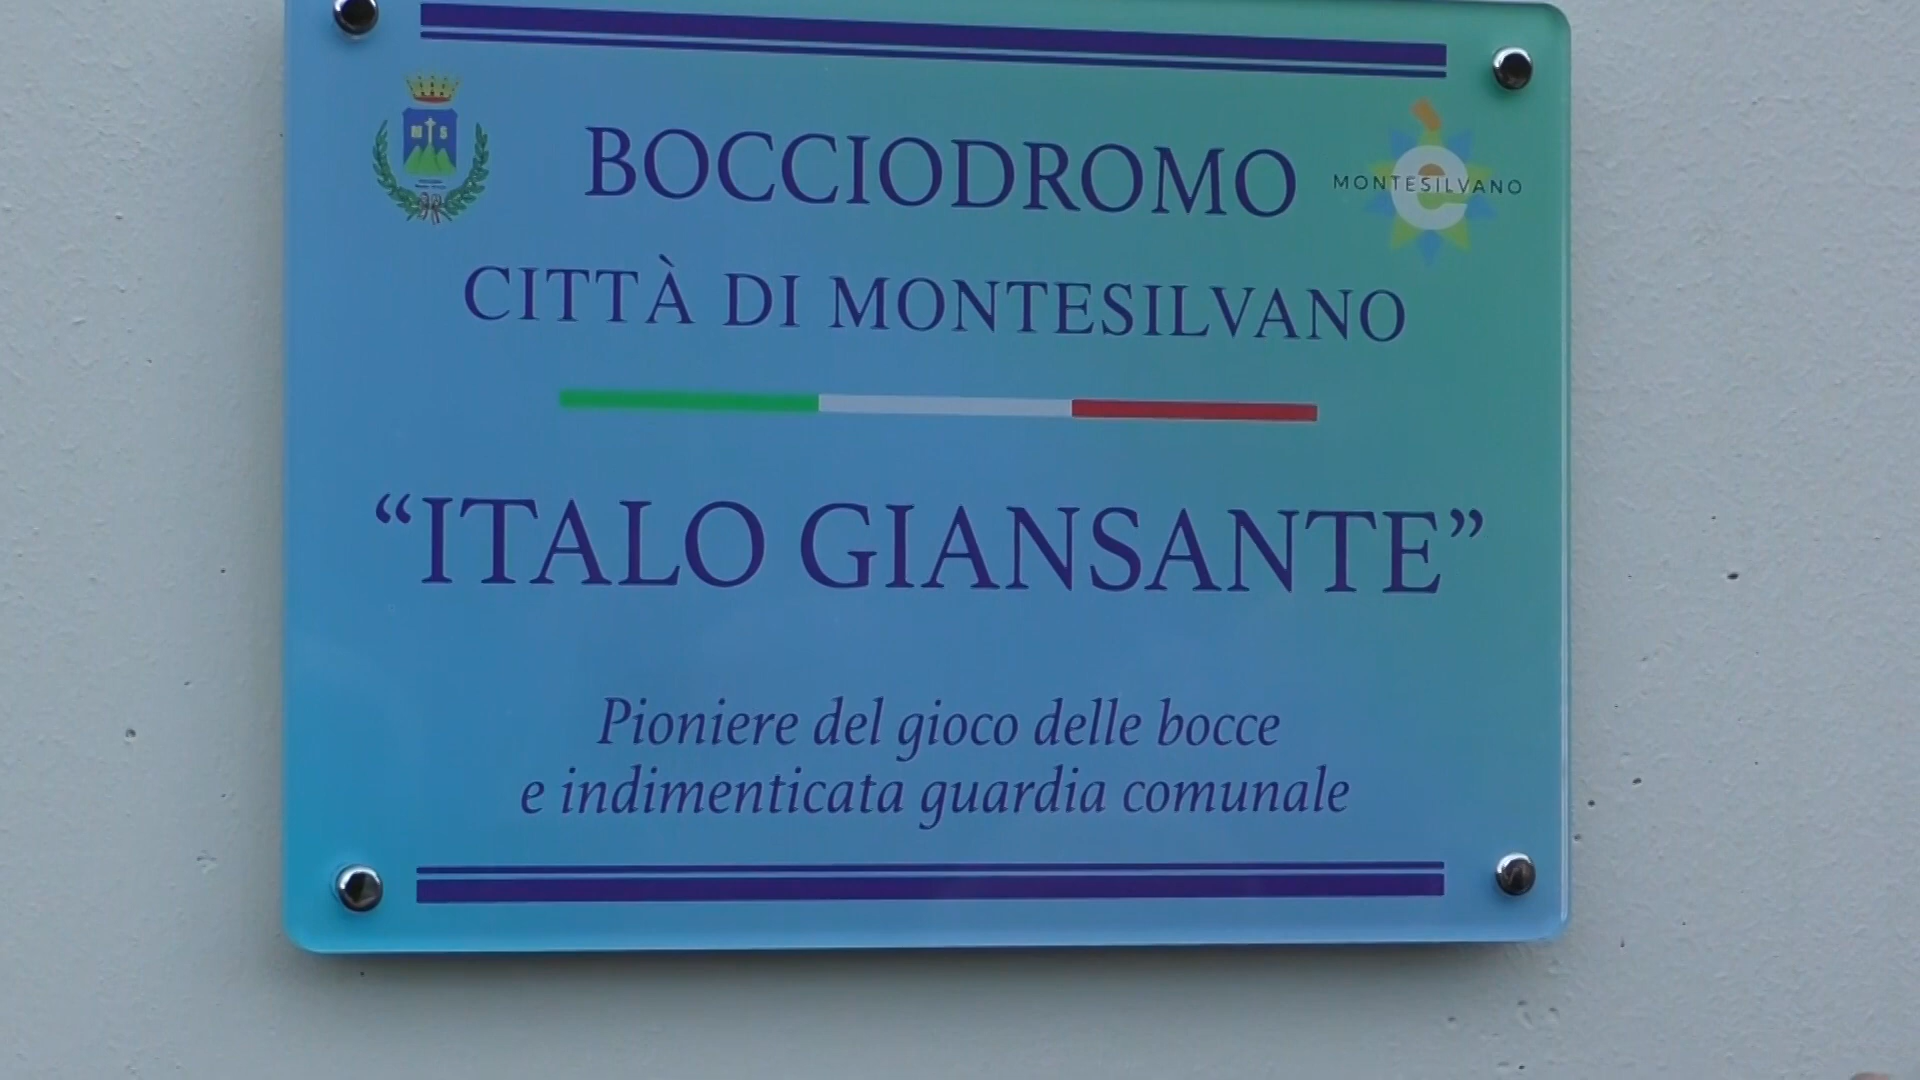 BOCCIODROMO
MONTESILVANO
CITTÀ DI MONTESILVANO
“ITALO GIANSANTE”
Pioniere del gioco delle bocce
e indimenticata guardia comunale